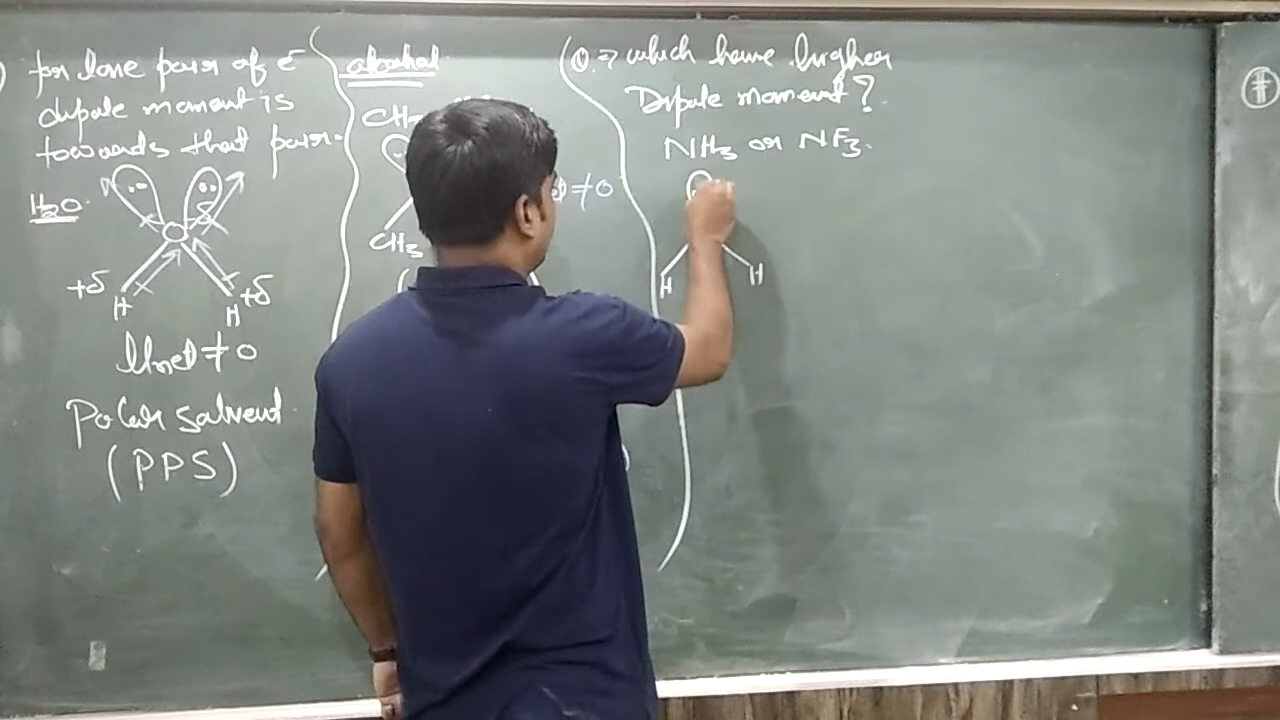 ) for lone pair of e⁻
dipole moment is
towards that pair.
H₂O.
+δ
H
H
+δ
μnet ≠ 0
Polar solvent
(PPS)
alcohol
CH₃
≠ 0
CH₃
Q. ⇒ which have higher
Dipole moment ?
NH₃ or NF₃.
H
H
#